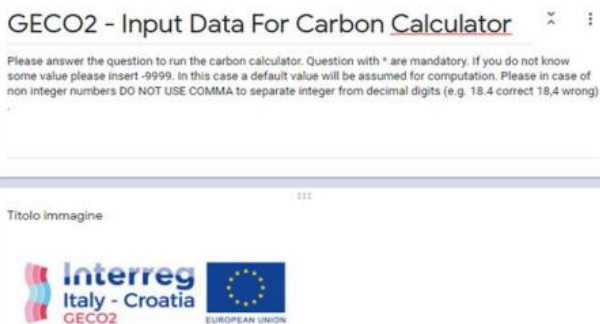 GECO2 - Input Data For Carbon Calculator
Please answer the question to run the carbon calculator. Question with * are mandatory. If you do not know
some value please insert -9999. In this case a default value will be assumed for computation. Please in case of
non integer numbers DO NOT USE COMMA to separate integer from decimal digits (e.g. 18.4 correct 18,4 wrong)
.
Titolo immagine
Interreg
Italy - Croatia
GECO2
EUROPEAN UNION